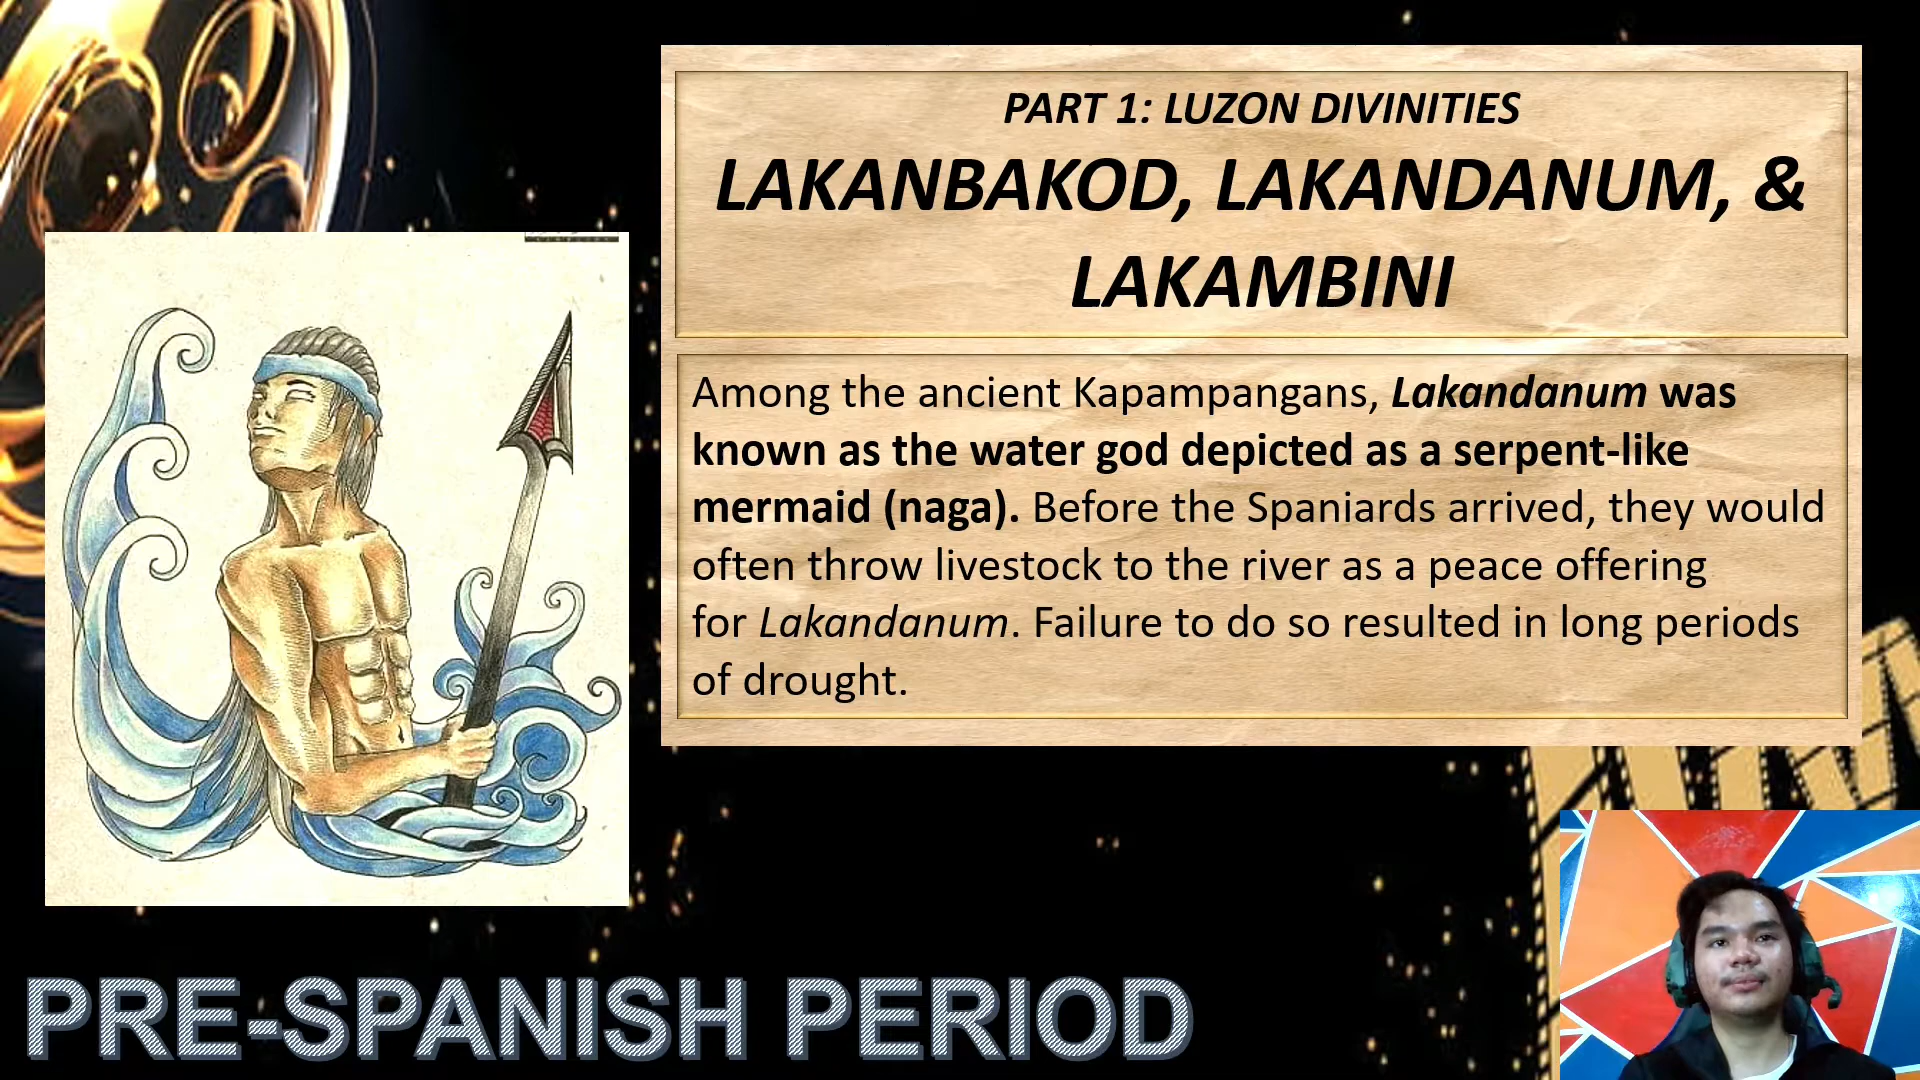 PART 1: LUZON DIVINITIES
LAKANBAKOD, LAKANDANUM, &
LAKAMBINI
Among the ancient Kapampangans, Lakandanum was
known as the water god depicted as a serpent-like
mermaid (naga). Before the Spaniards arrived, they would
often throw livestock to the river as a peace offering
for Lakandanum. Failure to do so resulted in long periods
of drought.
PRE-SPANISH PERIOD